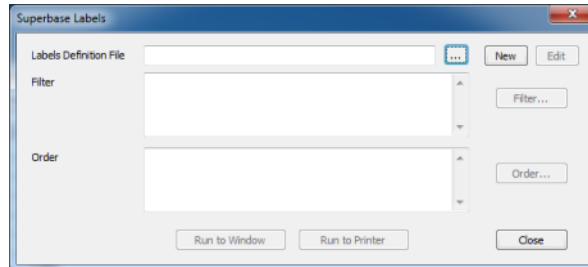 Superbase Labels
Labels Definition File ... New Edit
Filter
Filter...
Order
Order...
Run to Window Run to Printer Close